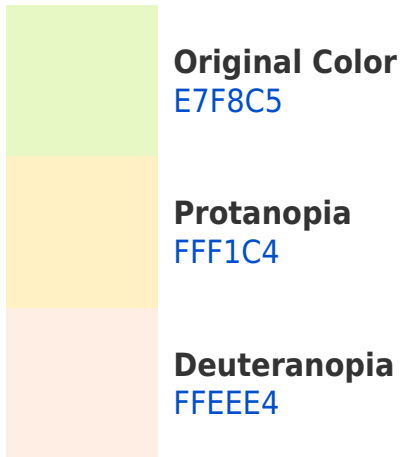 Original Color
E7F8C5
Protanopia
FFF1C4
Deuteranopia
FFEEE4